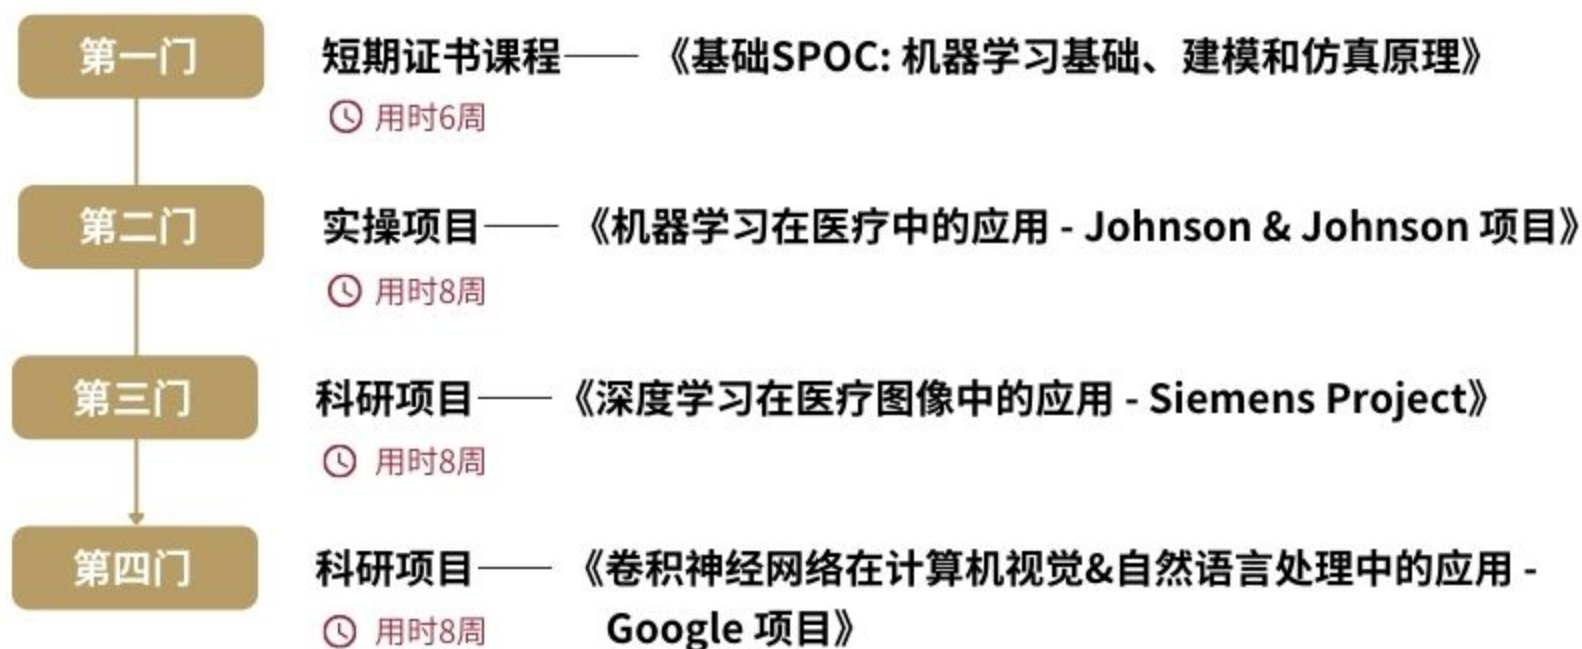 第一门
短期证书课程——《基础SPOC: 机器学习基础、建模和仿真原理》
用时6周
第二门
实操项目——《机器学习在医疗中的应用 - Johnson & Johnson 项目》
用时8周
第三门
科研项目——《深度学习在医疗图像中的应用 - Siemens Project》
用时8周
第四门
科研项目——《卷积神经网络在计算机视觉&自然语言处理中的应用 -
Google 项目》
用时8周